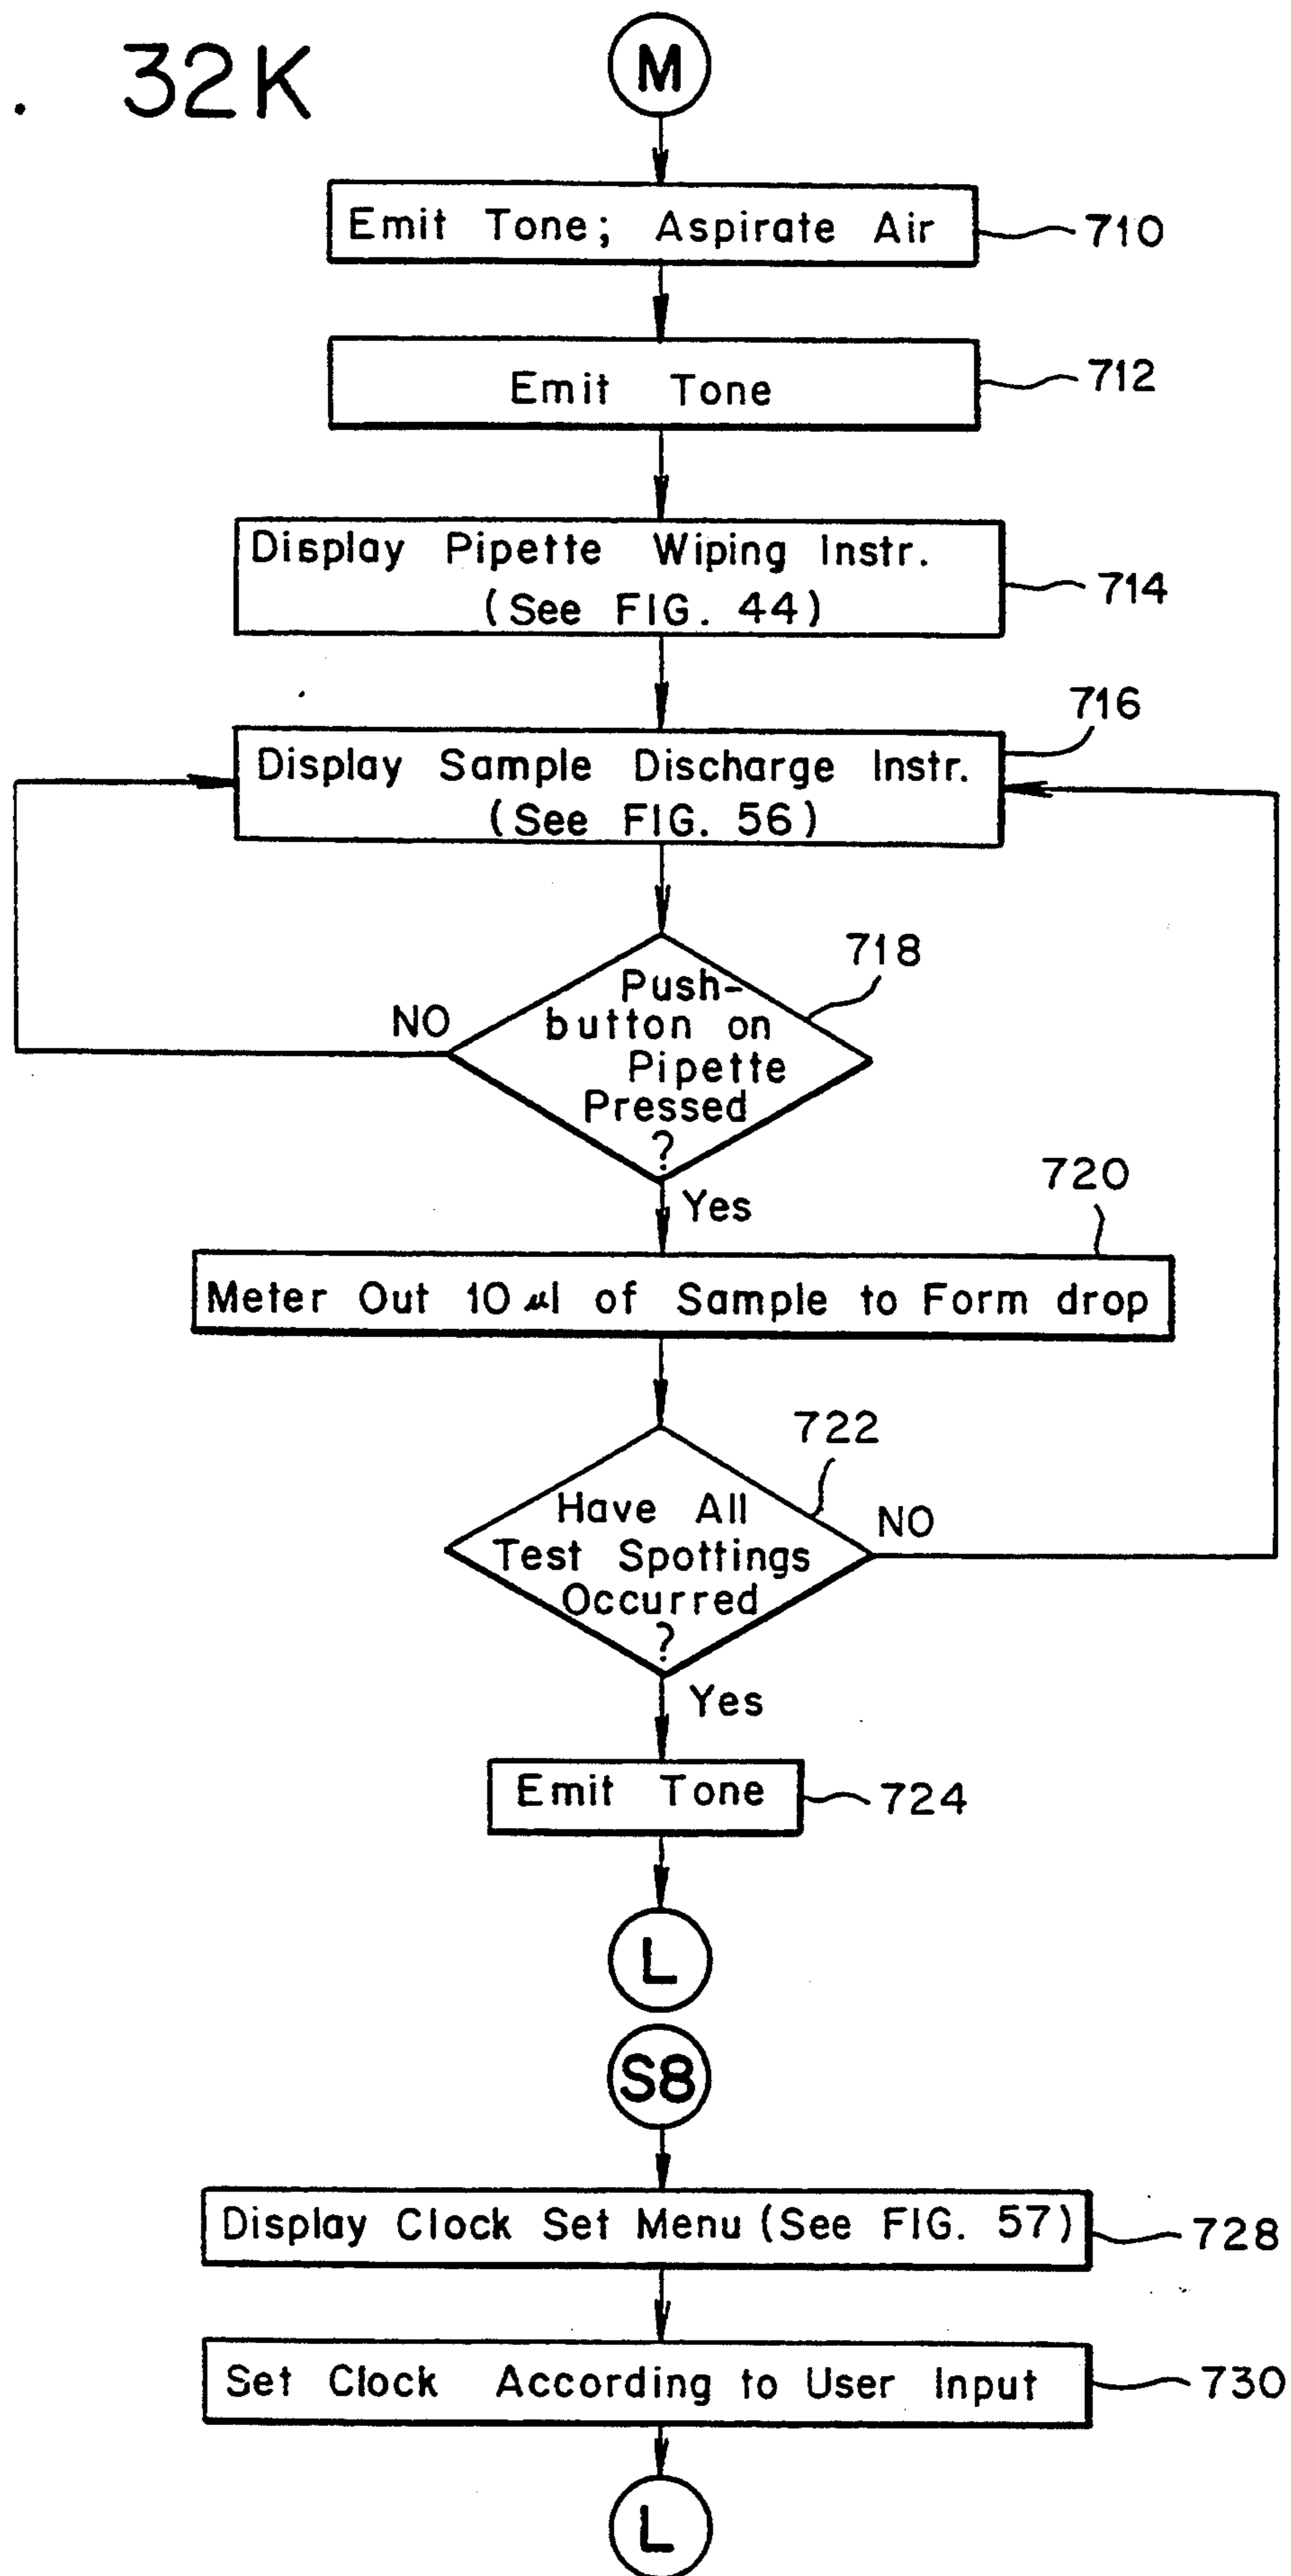 . 32K
M
Emit Tone; Aspirate Air
710
Emit Tone
712
Display Pipette Wiping Instr.
(See FIG. 44)
714
716
Display Sample Discharge Instr.
(See FIG. 56)
718
Push-
button on
Pipette
Pressed
?
NO
Yes
720
Meter Out 10 µl of Sample to Form drop
722
Have All
Test Spottings
Occurred
?
NO
Yes
Emit Tone
724
L
S8
Display Clock Set Menu (See FIG. 57)
728
Set Clock According to User Input
730
L